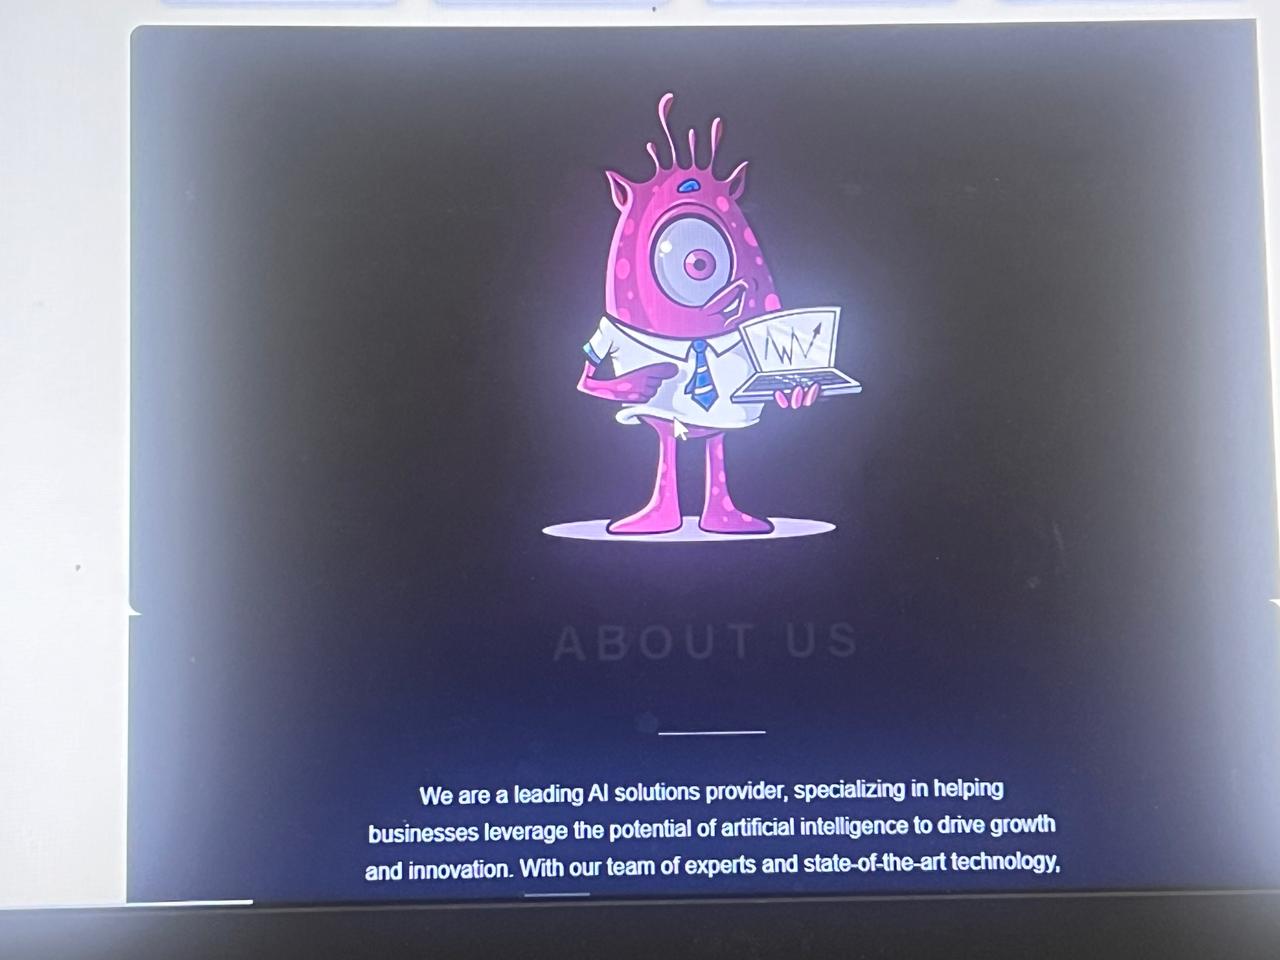 ABOUT US
We are a leading AI solutions provider, specializing in helping
businesses leverage the potential of artificial intelligence to drive growth
and innovation. With our team of experts and state-of-the-art technology,